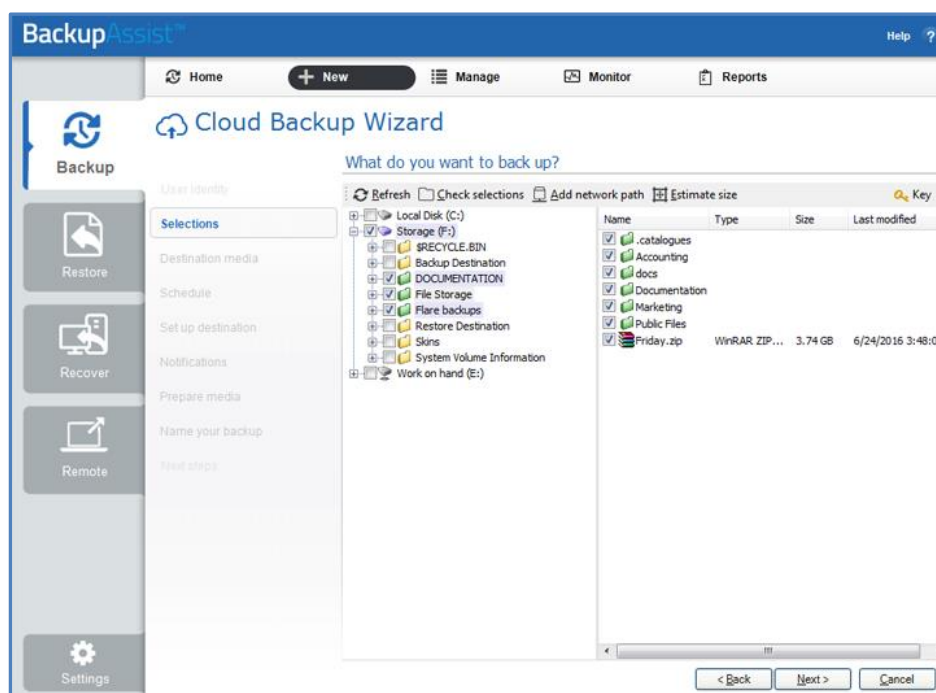 BackupAssist™
Help ?
Home
New
Manage
Monitor
Reports
Backup
Restore
Recover
Remote
Settings
Cloud Backup Wizard
User identity
Selections
Destination media
Schedule
Set up destination
Notifications
Prepare media
Name your backup
Next steps
What do you want to back up?
Refresh Check selections Add network path Estimate size Key
Local Disk (C:)
Storage (F:)
$RECYCLE.BIN
Backup Destination
DOCUMENTATION
File Storage
Flare backups
Restore Destination
Skins
System Volume Information
Work on hand (E:)
Name Type Size Last modified
.catalogues
Accounting
docs
Documentation
Marketing
Public Files
Friday.zip WinRAR ZIP... 3.74 GB 6/24/2016 3:48:0
< Back Next > Cancel